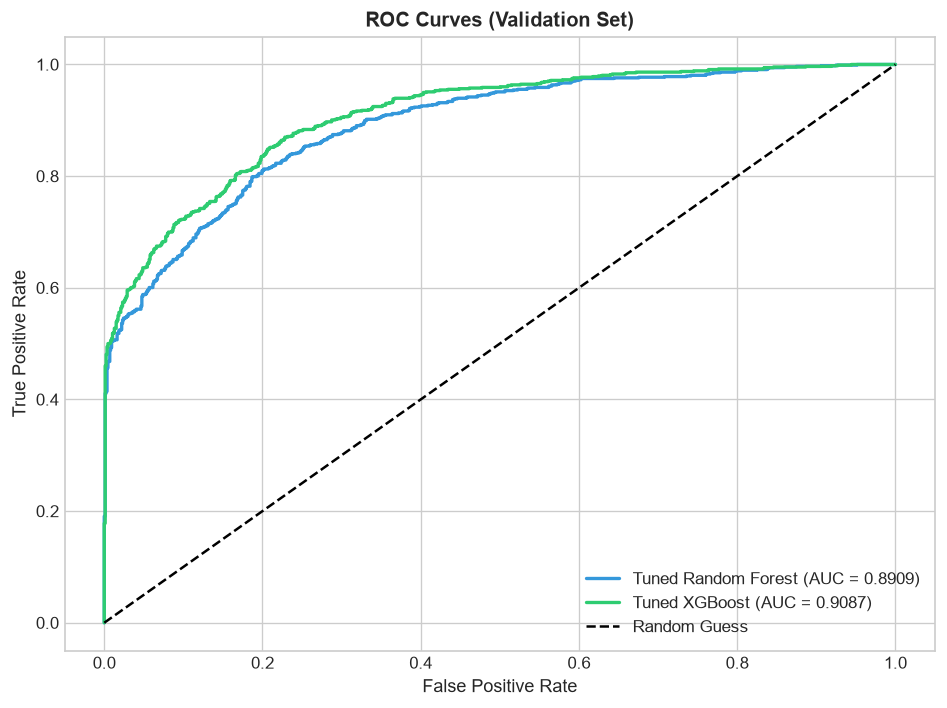 ROC Curves (Validation Set)
True Positive Rate
1.0
0.8
0.6
0.4
0.2
0.0
Tuned Random Forest (AUC = 0.8909)
Tuned XGBoost (AUC = 0.9087)
Random Guess
0.0 0.2 0.4 0.6 0.8 1.0
False Positive Rate